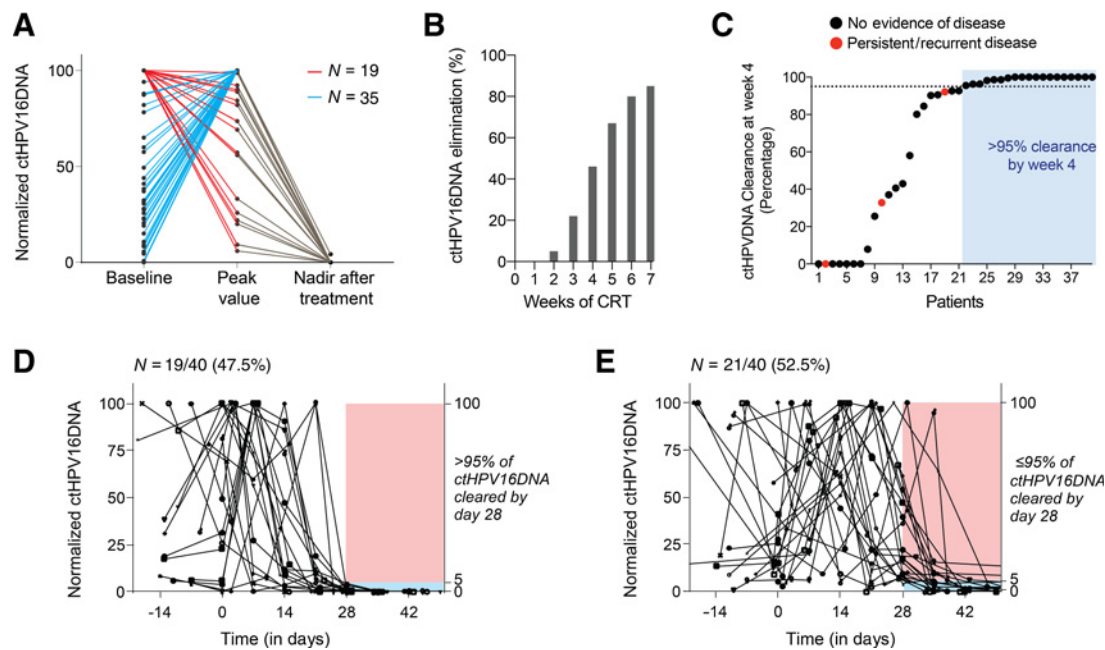 A
Normalized ctHPV16DNA
100
50
0
Baseline
Peak
value
Nadir after
treatment
N = 19
N = 35
B
ctHPV16DNA elimination (%)
100
80
60
40
20
0
0 1 2 3 4 5 6 7
Weeks of CRT
C
No evidence of disease
Persistent/recurrent disease
ctHPVDNA Clearance at week 4
(Percentage)
100
80
60
40
20
0
>95% clearance
by week 4
1 5 9 13 17 21 25 29 33 37
Patients
D
N = 19/40 (47.5%)
Normalized ctHPV16DNA
100
75
50
25
0
100
>95% of
ctHPV16DNA
cleared by
day 28
5
0
−14 0 14 28 42
Time (in days)
E
N = 21/40 (52.5%)
Normalized ctHPV16DNA
100
75
50
25
0
100
≤95% of
ctHPV16DNA
cleared by
day 28
5
0
−14 0 14 28 42
Time (in days)